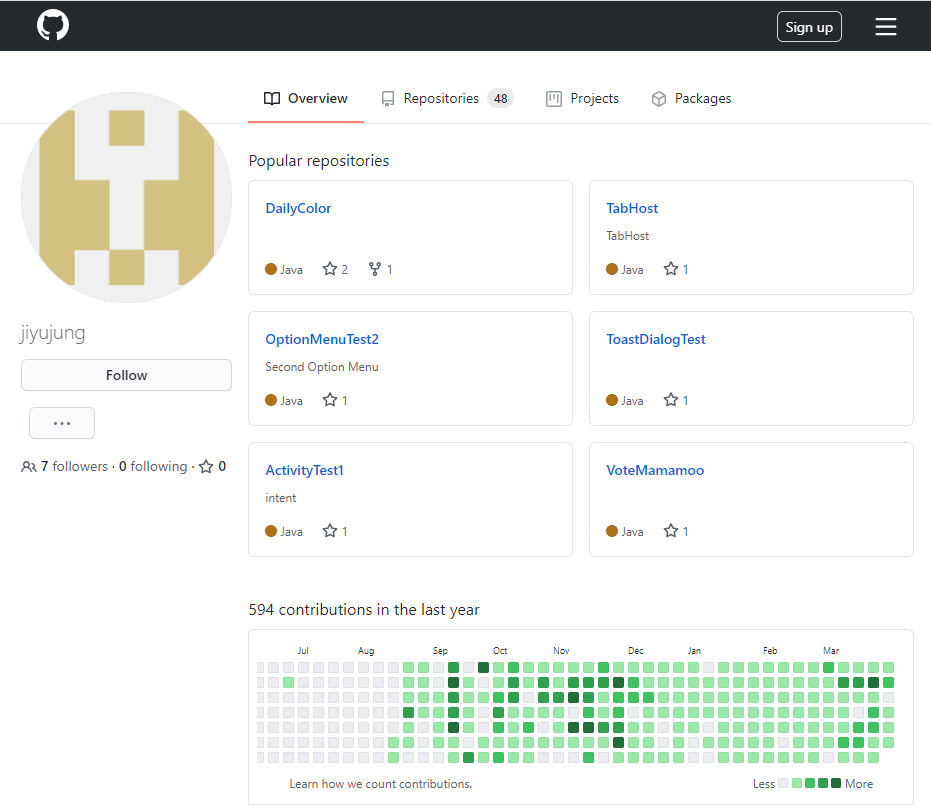 Sign up
Overview Repositories 48 Projects Packages
Popular repositories
DailyColor
Java 2 1
TabHost
TabHost
Java 1
OptionMenuTest2
Second Option Menu
Java 1
ToastDialogTest
Java 1
ActivityTest1
intent
Java 1
VoteMamamoo
Java 1
jiyujung
Follow
...
7 followers · 0 following · 0
594 contributions in the last year
Jul Aug Sep Oct Nov Dec Jan Feb Mar
Learn how we count contributions. Less More